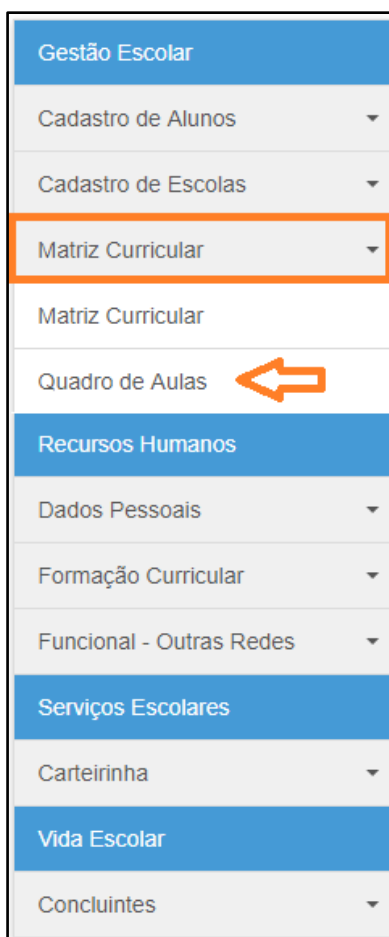 Gestão Escolar
Cadastro de Alunos
Cadastro de Escolas
Matriz Curricular
Matriz Curricular
Quadro de Aulas
Recursos Humanos
Dados Pessoais
Formação Curricular
Funcional - Outras Redes
Serviços Escolares
Carteirinha
Vida Escolar
Concluintes